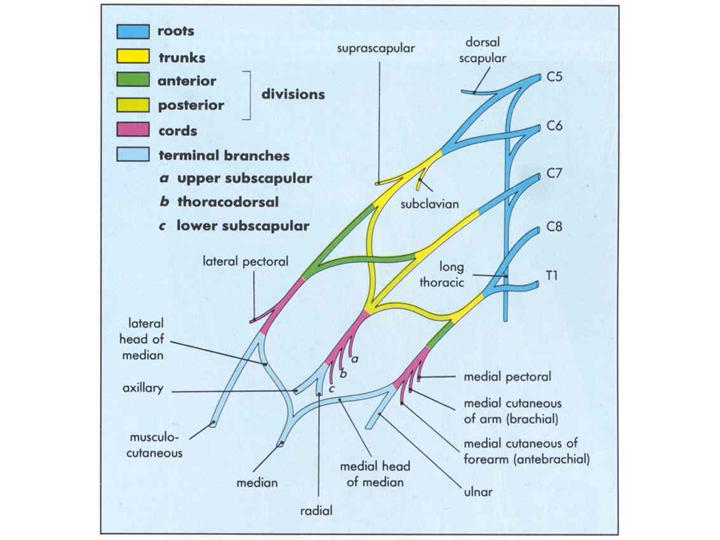 roots
trunks
anterior
posterior
divisions
cords
terminal branches
a upper subscapular
b thoracodorsal
c lower subscapular
suprascapular
dorsal
scapular
C5
C6
C7
C8
T1
subclavian
long
thoracic
lateral pectoral
lateral
head of
median
axillary
musculo-
cutaneous
median
radial
a
b
c
medial head
of median
medial pectoral
medial cutaneous
of arm (brachial)
medial cutaneous of
forearm (antebrachial)
ulnar